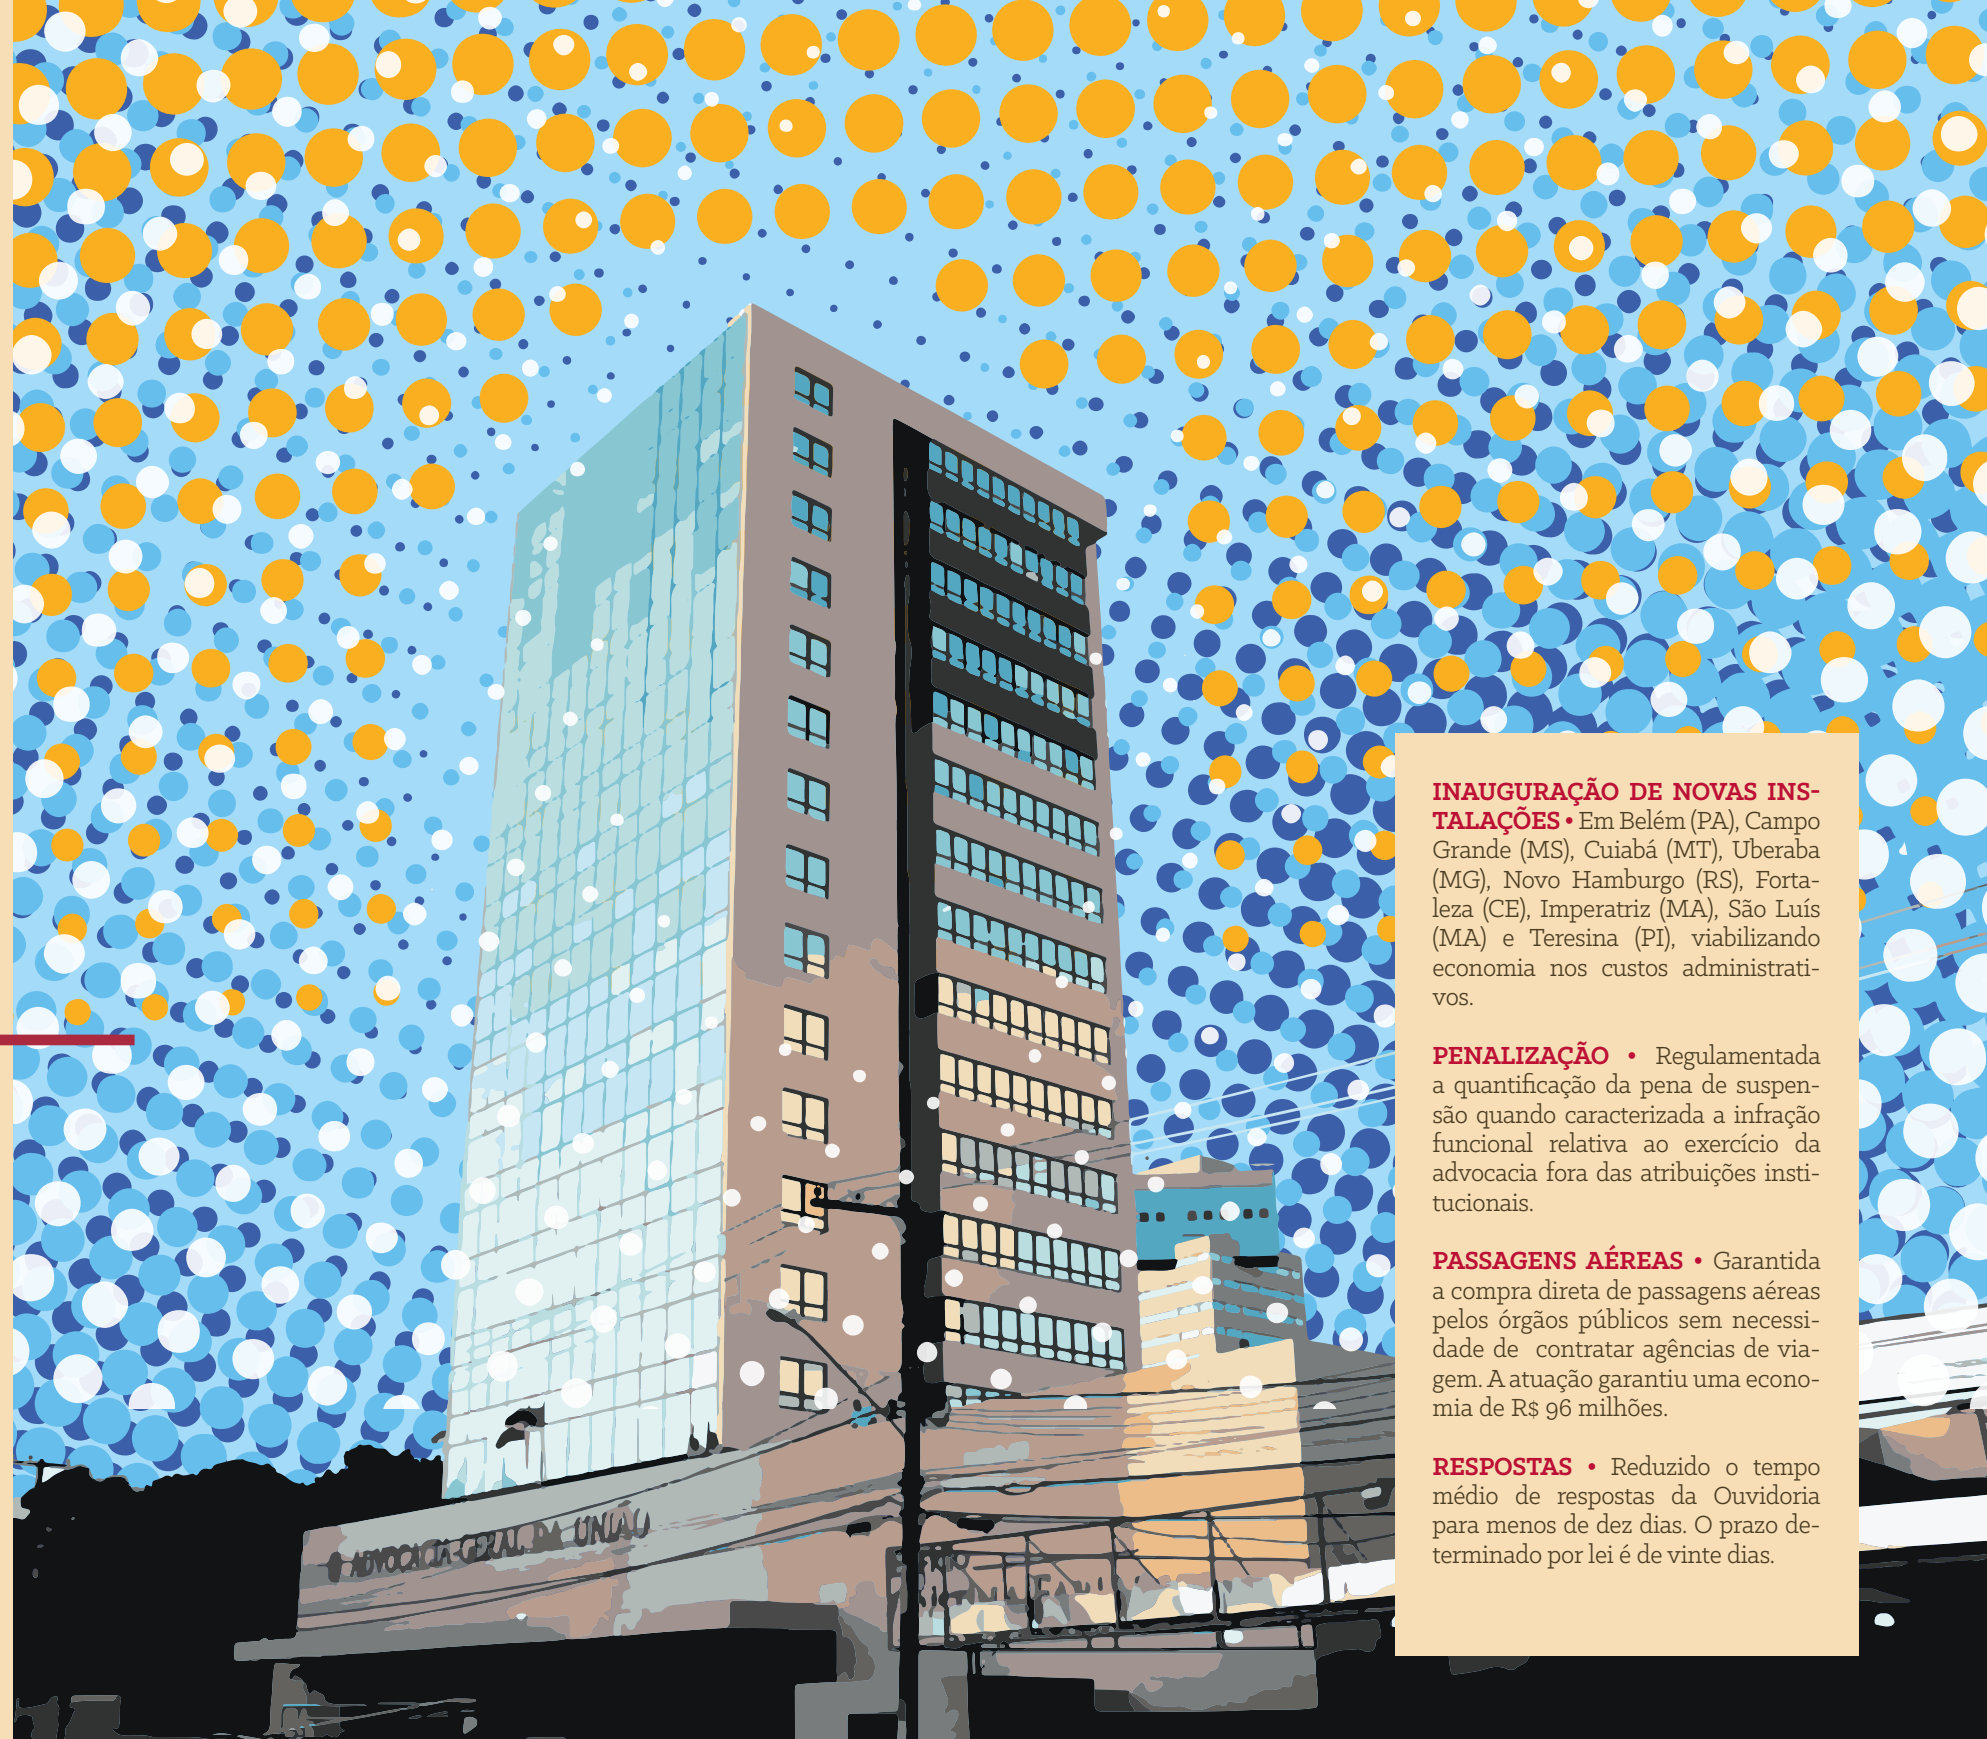 ADVOCACIA-GERAL DA UNIÃO
INAUGURAÇÃO DE NOVAS INS-
TALAÇÕES • Em Belém (PA), Campo
Grande (MS), Cuiabá (MT), Uberaba
(MG), Novo Hamburgo (RS), Forta-
leza (CE), Imperatriz (MA), São Luís
(MA) e Teresina (PI), viabilizando
economia nos custos administrati-
vos.
PENALIZAÇÃO • Regulamentada
a quantificação da pena de suspen-
são quando caracterizada a infração
funcional relativa ao exercício da
advocacia fora das atribuições insti-
tucionais.
PASSAGENS AÉREAS • Garantida
a compra direta de passagens aéreas
pelos órgãos públicos sem necessi-
dade de contratar agências de via-
gem. A atuação garantiu uma econo-
mia de R$ 96 milhões.
RESPOSTAS • Reduzido o tempo
médio de respostas da Ouvidoria
para menos de dez dias. O prazo de-
terminado por lei é de vinte dias.